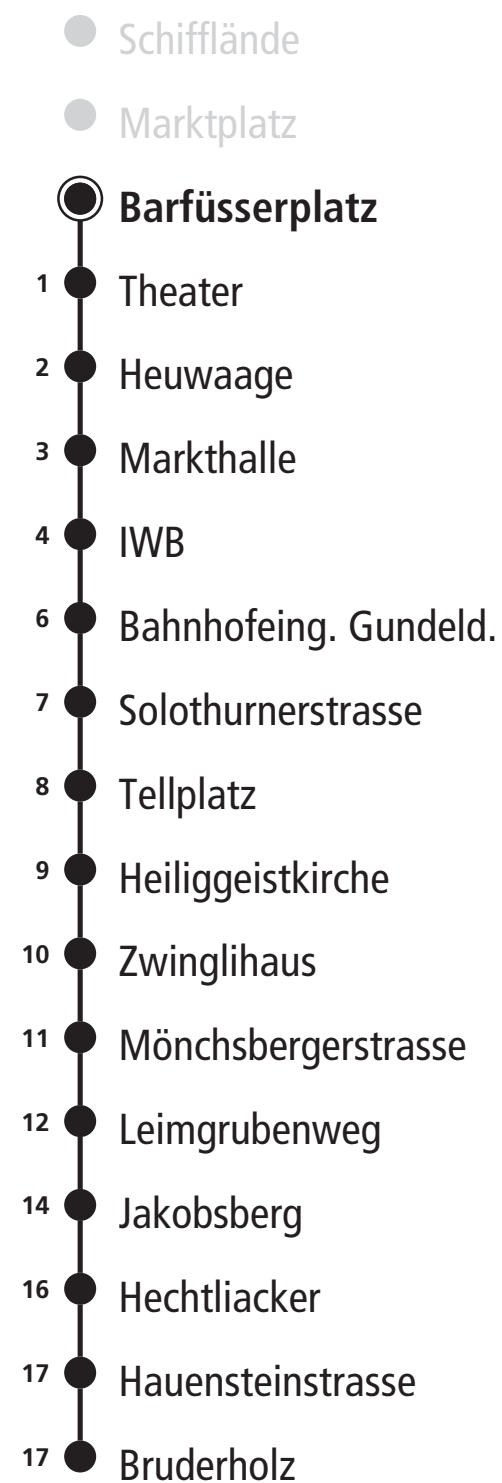 Schifflände
Marktplatz
Barfüsserplatz
1 Theater
2 Heuwaage
3 Markthalle
4 IWB
6 Bahnhofeing. Gundeld.
7 Solothurnerstrasse
8 Tellplatz
9 Heiliggeistkirche
10 Zwinglihaus
11 Mönchsbergerstrasse
12 Leimgrubenweg
14 Jakobsberg
16 Hechtliacker
17 Hauensteinstrasse
17 Bruderholz